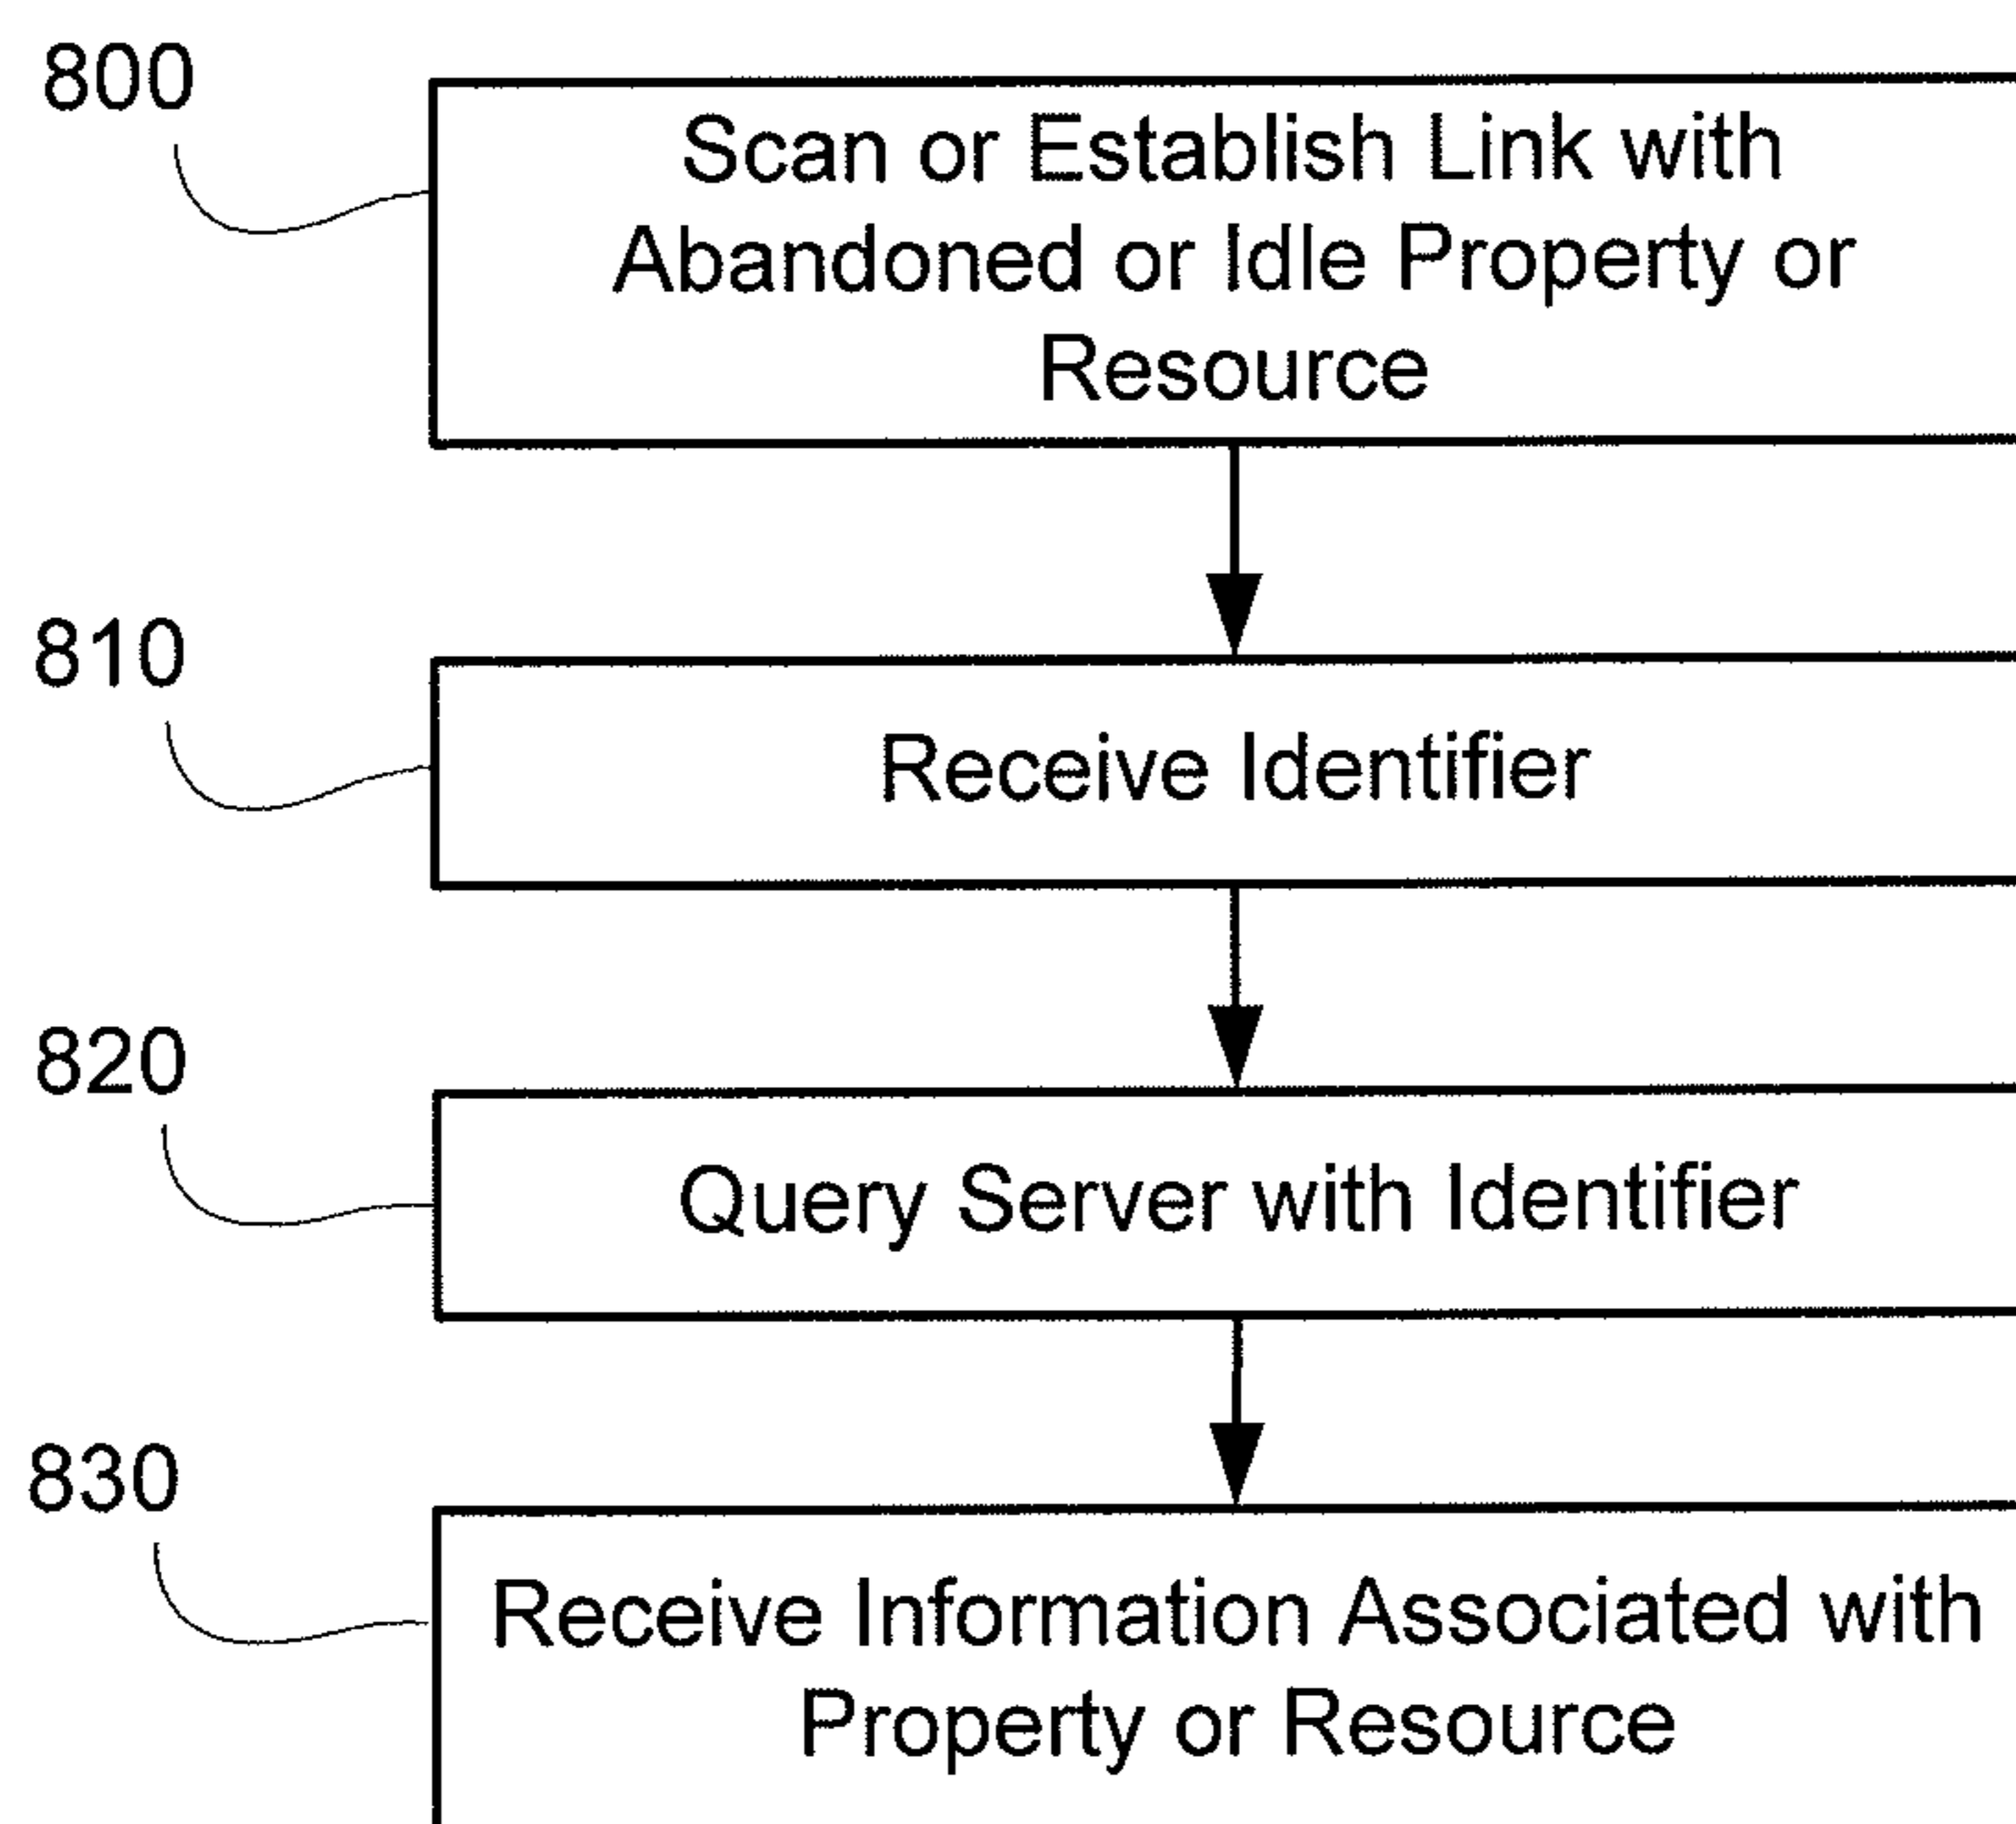 800
Scan or Establish Link with
Abandoned or Idle Property or
Resource
810
Receive Identifier
820
Query Server with Identifier
830
Receive Information Associated with
Property or Resource